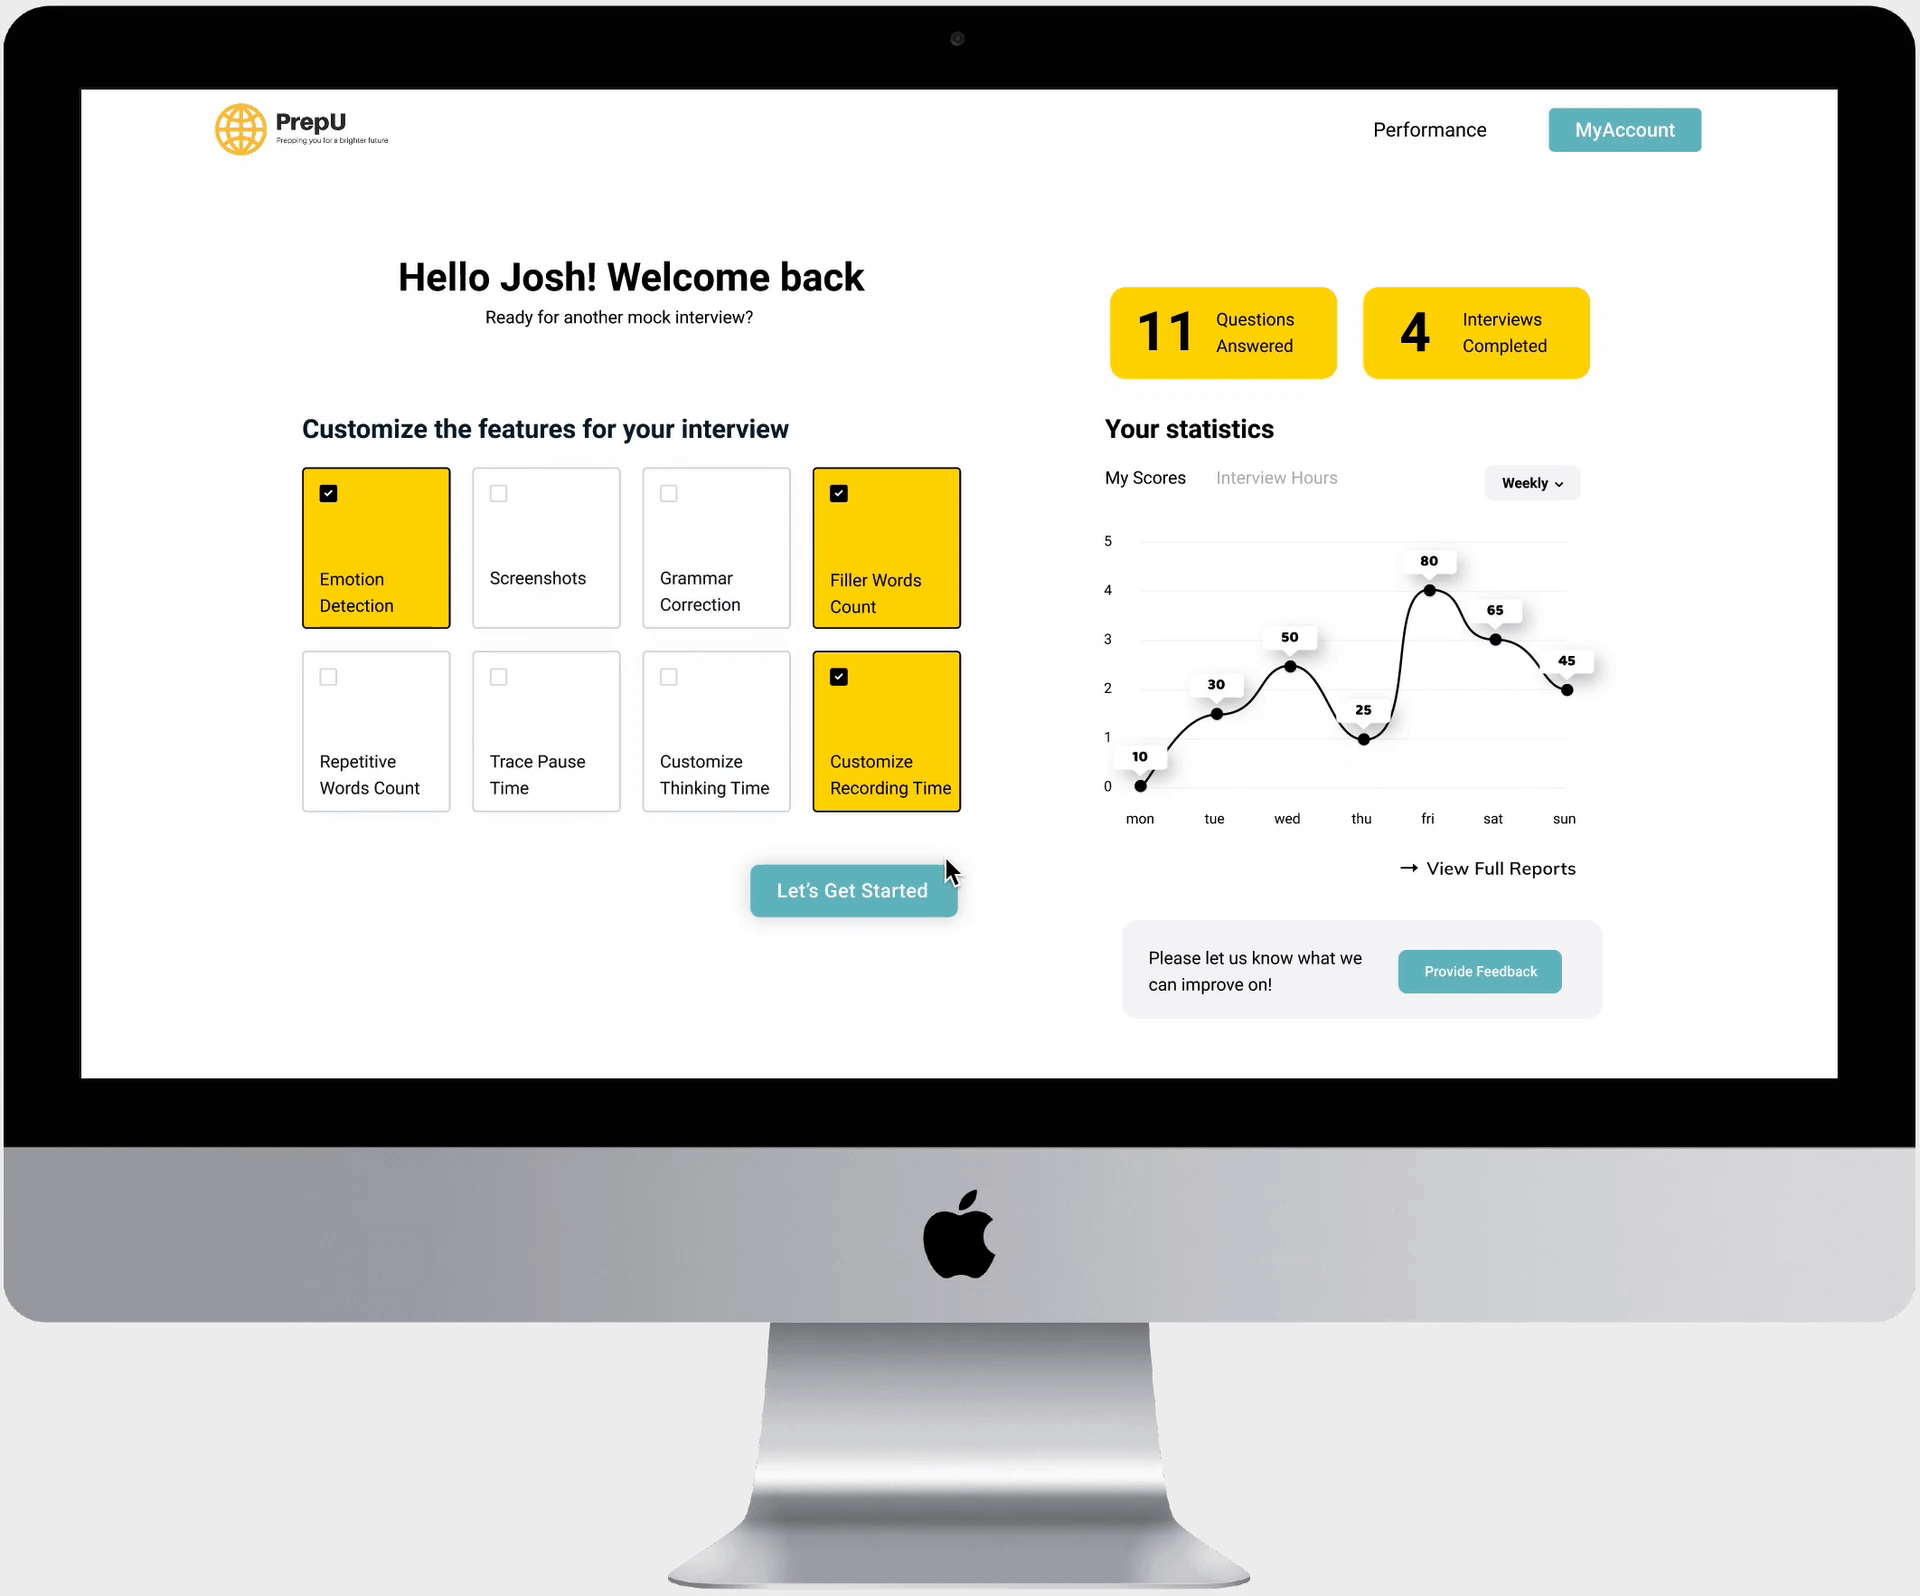 PrepU
Prepping you for a brighter future
Performance
MyAccount
Hello Josh! Welcome back
Ready for another mock interview?
11
Questions
Answered
4
Interviews
Completed
Customize the features for your interview
Emotion
Detection
Screenshots
Grammar
Correction
Filler Words
Count
Repetitive
Words Count
Trace Pause
Time
Customize
Thinking Time
Customize
Recording Time
Let's Get Started
Your statistics
My Scores
Interview Hours
Weekly
5
4
3
2
1
0
10
30
50
25
80
65
45
mon
tue
wed
thu
fri
sat
sun
→ View Full Reports
Please let us know what we
can improve on!
Provide Feedback